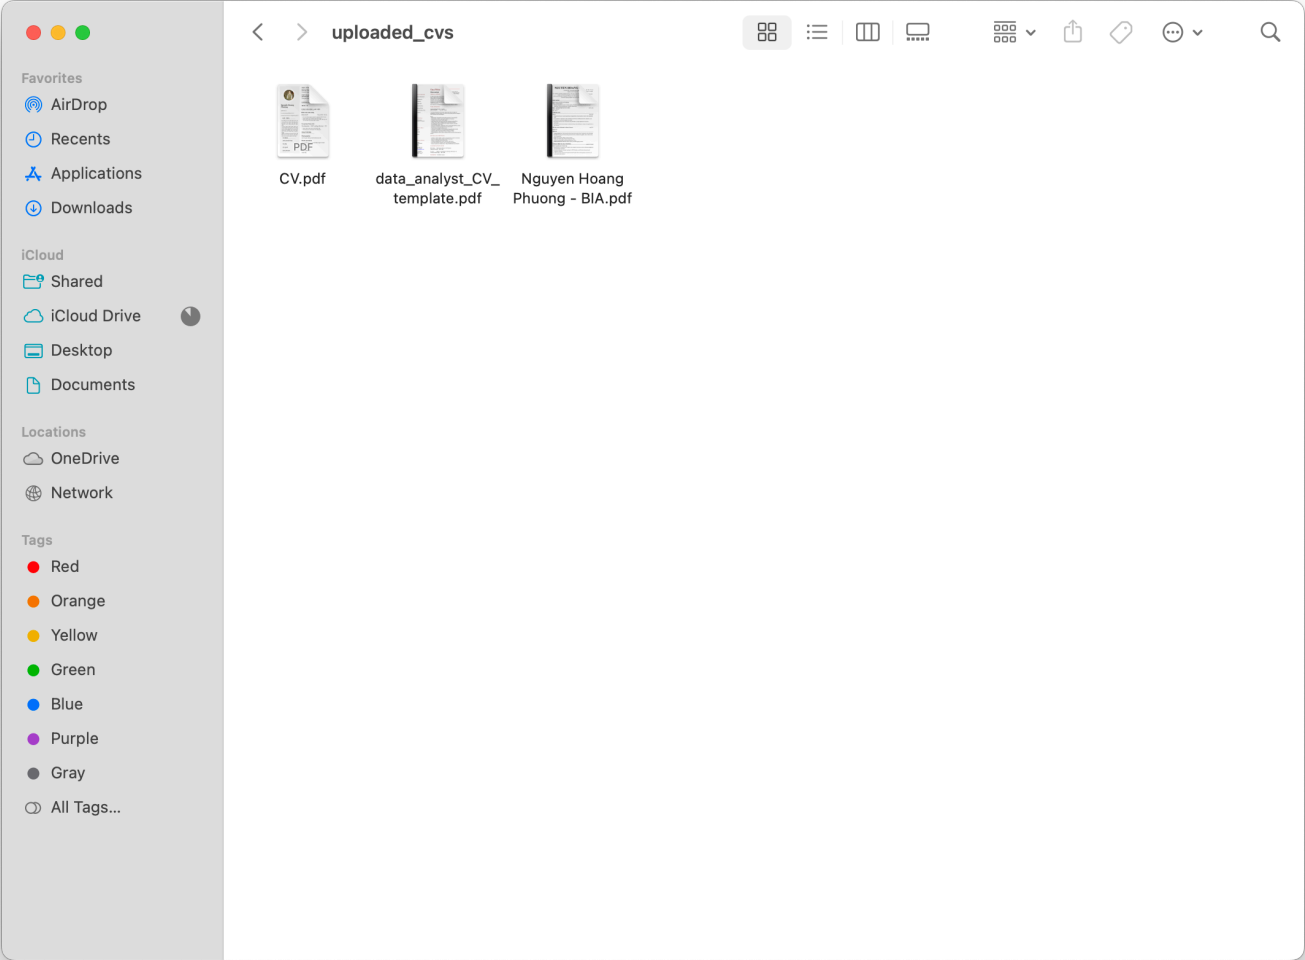 uploaded_cvs
Favorites
AirDrop
Recents
Applications
Downloads
iCloud
Shared
iCloud Drive
Desktop
Documents
Locations
OneDrive
Network
Tags
Red
Orange
Yellow
Green
Blue
Purple
Gray
All Tags...
PDF
CV.pdf
data_analyst_CV_
template.pdf
Nguyen Hoang
Phuong - BIA.pdf